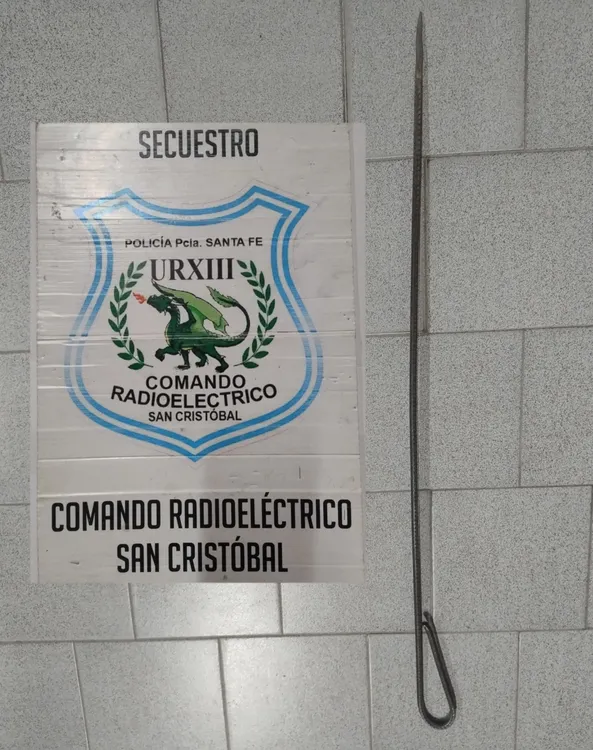 SECUESTRO
POLICÍA Pcia. SANTA FE
URXIII
COMANDO
RADIOELECTRICO
SAN CRISTÓBAL
COMANDO RADIOELÉCTRICO
SAN CRISTÓBAL